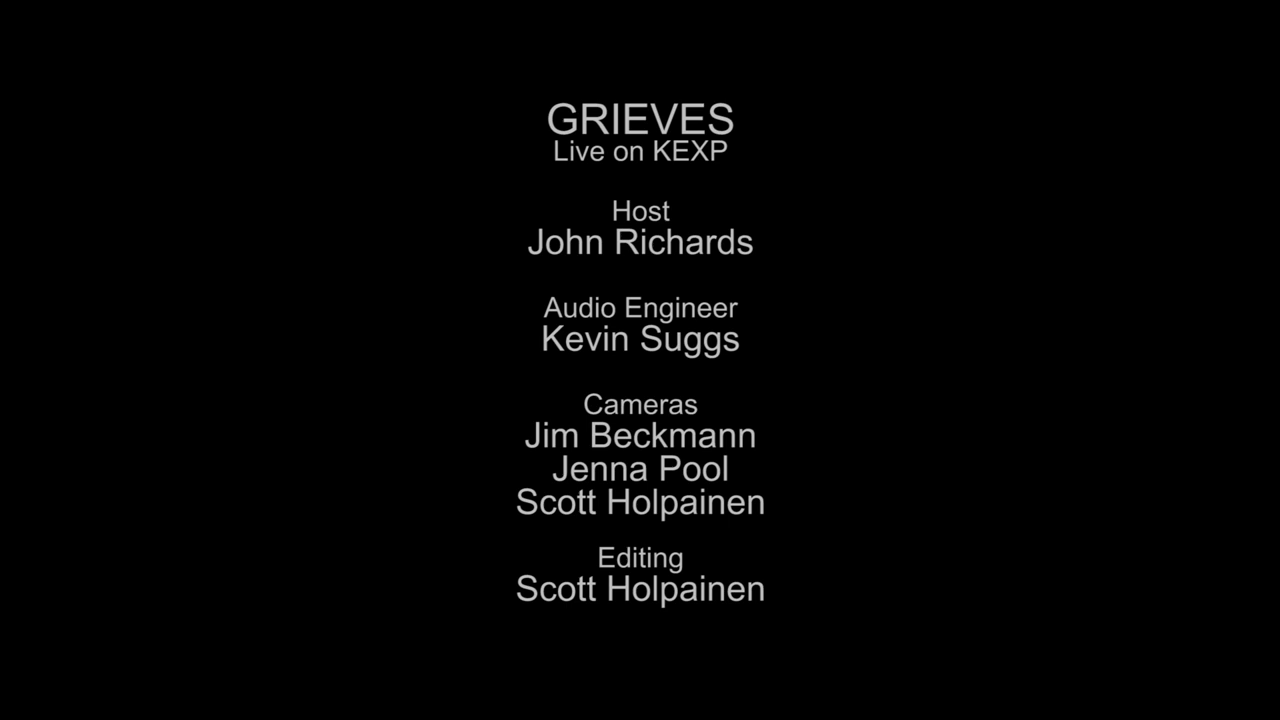 GRIEVES
Live on KEXP
Host
John Richards
Audio Engineer
Kevin Suggs
Cameras
Jim Beckmann
Jenna Pool
Scott Holpainen
Editing
Scott Holpainen